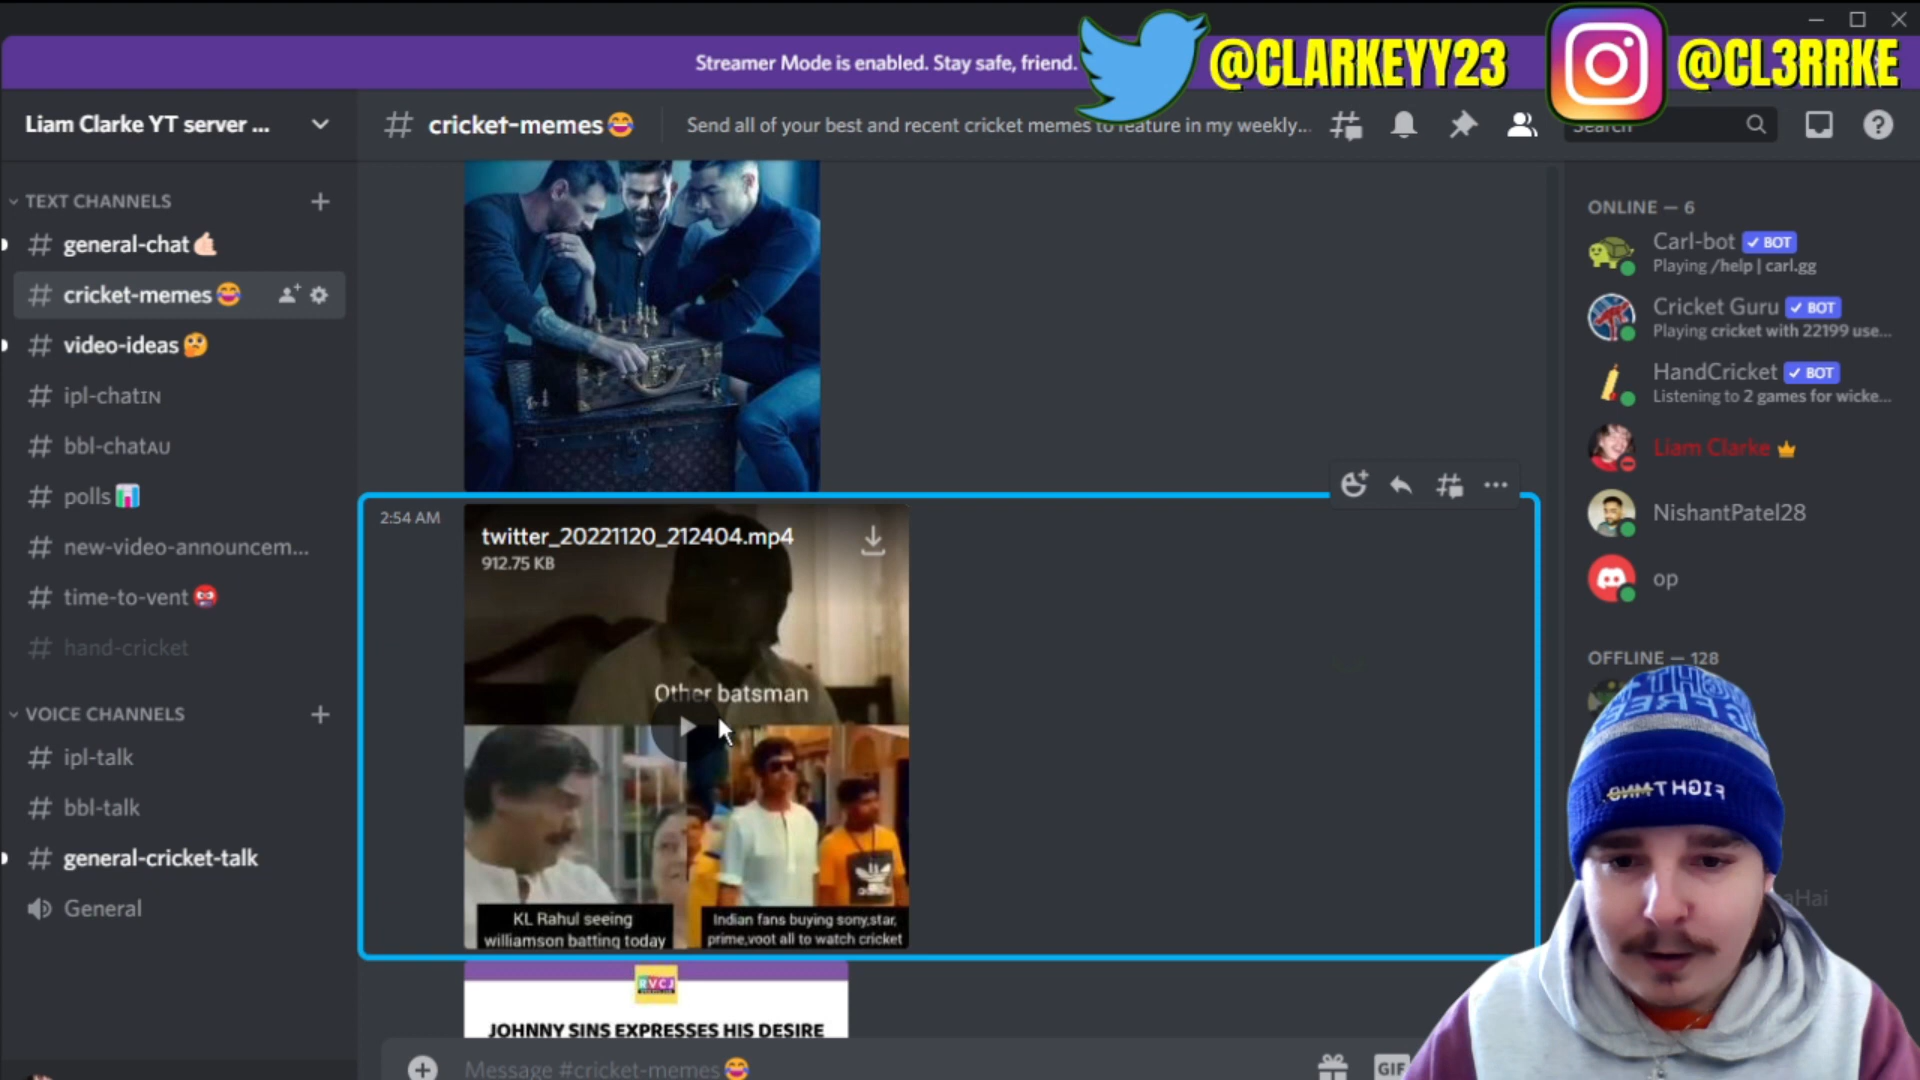 Streamer Mode is enabled. Stay safe, friend.
@CLARKEYY23
@CL3RRKE
Liam Clarke YT server ...
# cricket-memes😂
Send all of your best and recent cricket memes to feature in my weekly...
Search
TEXT CHANNELS
# general-chat🤙🏻
# cricket-memes😂
# video-ideas🤔
# ipl-chatIN
# bbl-chatAU
# polls📊
# new-video-announcem...
# time-to-vent👹
# hand-cricket
VOICE CHANNELS
# ipl-talk
# bbl-talk
# general-cricket-talk
General
2:54 AM
twitter_20221120_212404.mp4
912.75 KB
Other batsman
KL Rahul seeing
williamson batting today
Indian fans buying sony,star,
prime,voot all to watch cricket
RVCJ
JOHNNY SINS EXPRESSES HIS DESIRE
Message #cricket-memes😂
GIF
ONLINE — 6
Carl-bot ✓ BOT
Playing /help | carl.gg
Cricket Guru ✓ BOT
Playing cricket with 22199 use...
HandCricket ✓ BOT
Listening to 2 games for wicke...
Liam Clarke
NishantPatel28
op
OFFLINE — 128
aHai
FIGHT